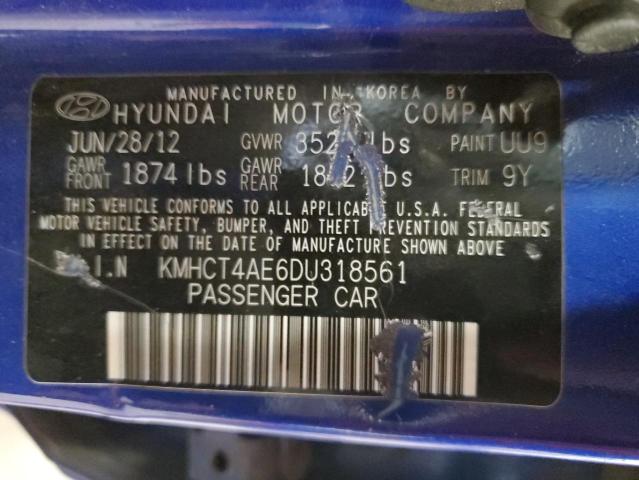 MANUFACTURED IN KOREA BY
HYUNDAI MOTOR COMPANY
JUN/28/12 GVWR lbs PAINT UU9
GAWR FRONT 1874 lbs GAWR REAR lbs TRIM 9Y
THIS VEHICLE CONFORMS TO ALL APPLICABLE U.S.A. FEDERAL
MOTOR VEHICLE SAFETY, BUMPER, AND THEFT PREVENTION STANDARDS
IN EFFECT ON THE DATE OF MANUFACTURE SHOWN ABOVE
I.N KMHCT4AE6DU318561
PASSENGER CAR